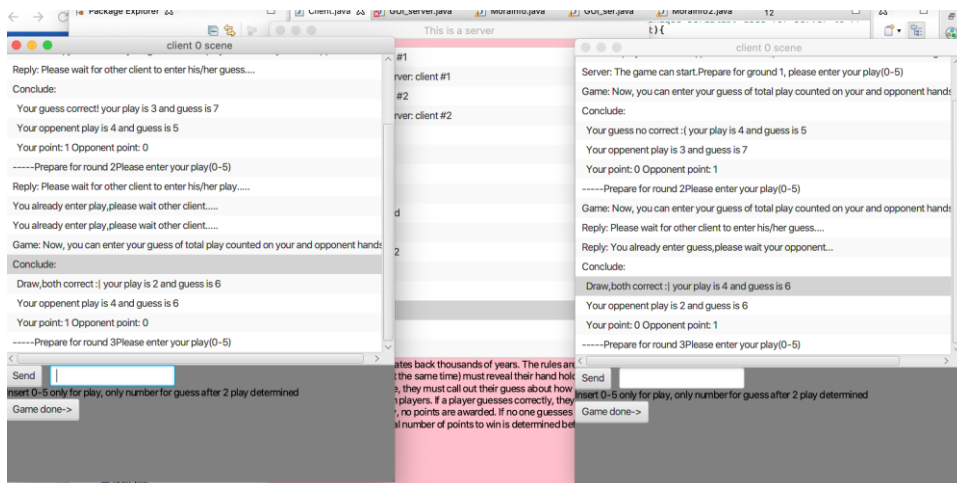 Package Explorer
Client.java
GUI_server.java
MoraInfo.java
GUI_ser.java
MoraInfo2.java
12
This is a server
t){
client 0 scene
Reply: Please wait for other client to enter his/her guess....
Conclude:
Your guess correct! your play is 3 and guess is 7
Your oppenent play is 4 and guess is 5
Your point: 1 Opponent point: 0
-----Prepare for round 2Please enter your play(0-5)
Reply: Please wait for other client to enter his/her play.....
You already enter play,please wait other client.....
You already enter play,please wait other client.....
Game: Now, you can enter your guess of total play counted on your and opponent hands
Conclude:
Draw,both correct :| your play is 2 and guess is 6
Your oppenent play is 4 and guess is 6
Your point: 1 Opponent point: 0
-----Prepare for round 3Please enter your play(0-5)
Send
Insert 0-5 only for play, only number for guess after 2 play determined
Game done->
#1
rver: client #1
#2
rver: client #2
d
2
ates back thousands of years. The rules are
t the same time) must reveal their hand hold
e, they must call out their guess about how
players. If a player guesses correctly, they
, no points are awarded. If no one guesses
al number of points to win is determined bef
client 0 scene
Server: The game can start.Prepare for ground 1, please enter your play(0-5)
Game: Now, you can enter your guess of total play counted on your and opponent hands
Conclude:
Your guess no correct :( your play is 4 and guess is 5
Your oppenent play is 3 and guess is 7
Your point: 0 Opponent point: 1
-----Prepare for round 2Please enter your play(0-5)
Game: Now, you can enter your guess of total play counted on your and opponent hands
Reply: Please wait for other client to enter his/her guess....
Reply: You already enter guess,please wait your opponent...
Conclude:
Draw,both correct :| your play is 4 and guess is 6
Your oppenent play is 2 and guess is 6
Your point: 0 Opponent point: 1
-----Prepare for round 3Please enter your play(0-5)
Send
Insert 0-5 only for play, only number for guess after 2 play determined
Game done->